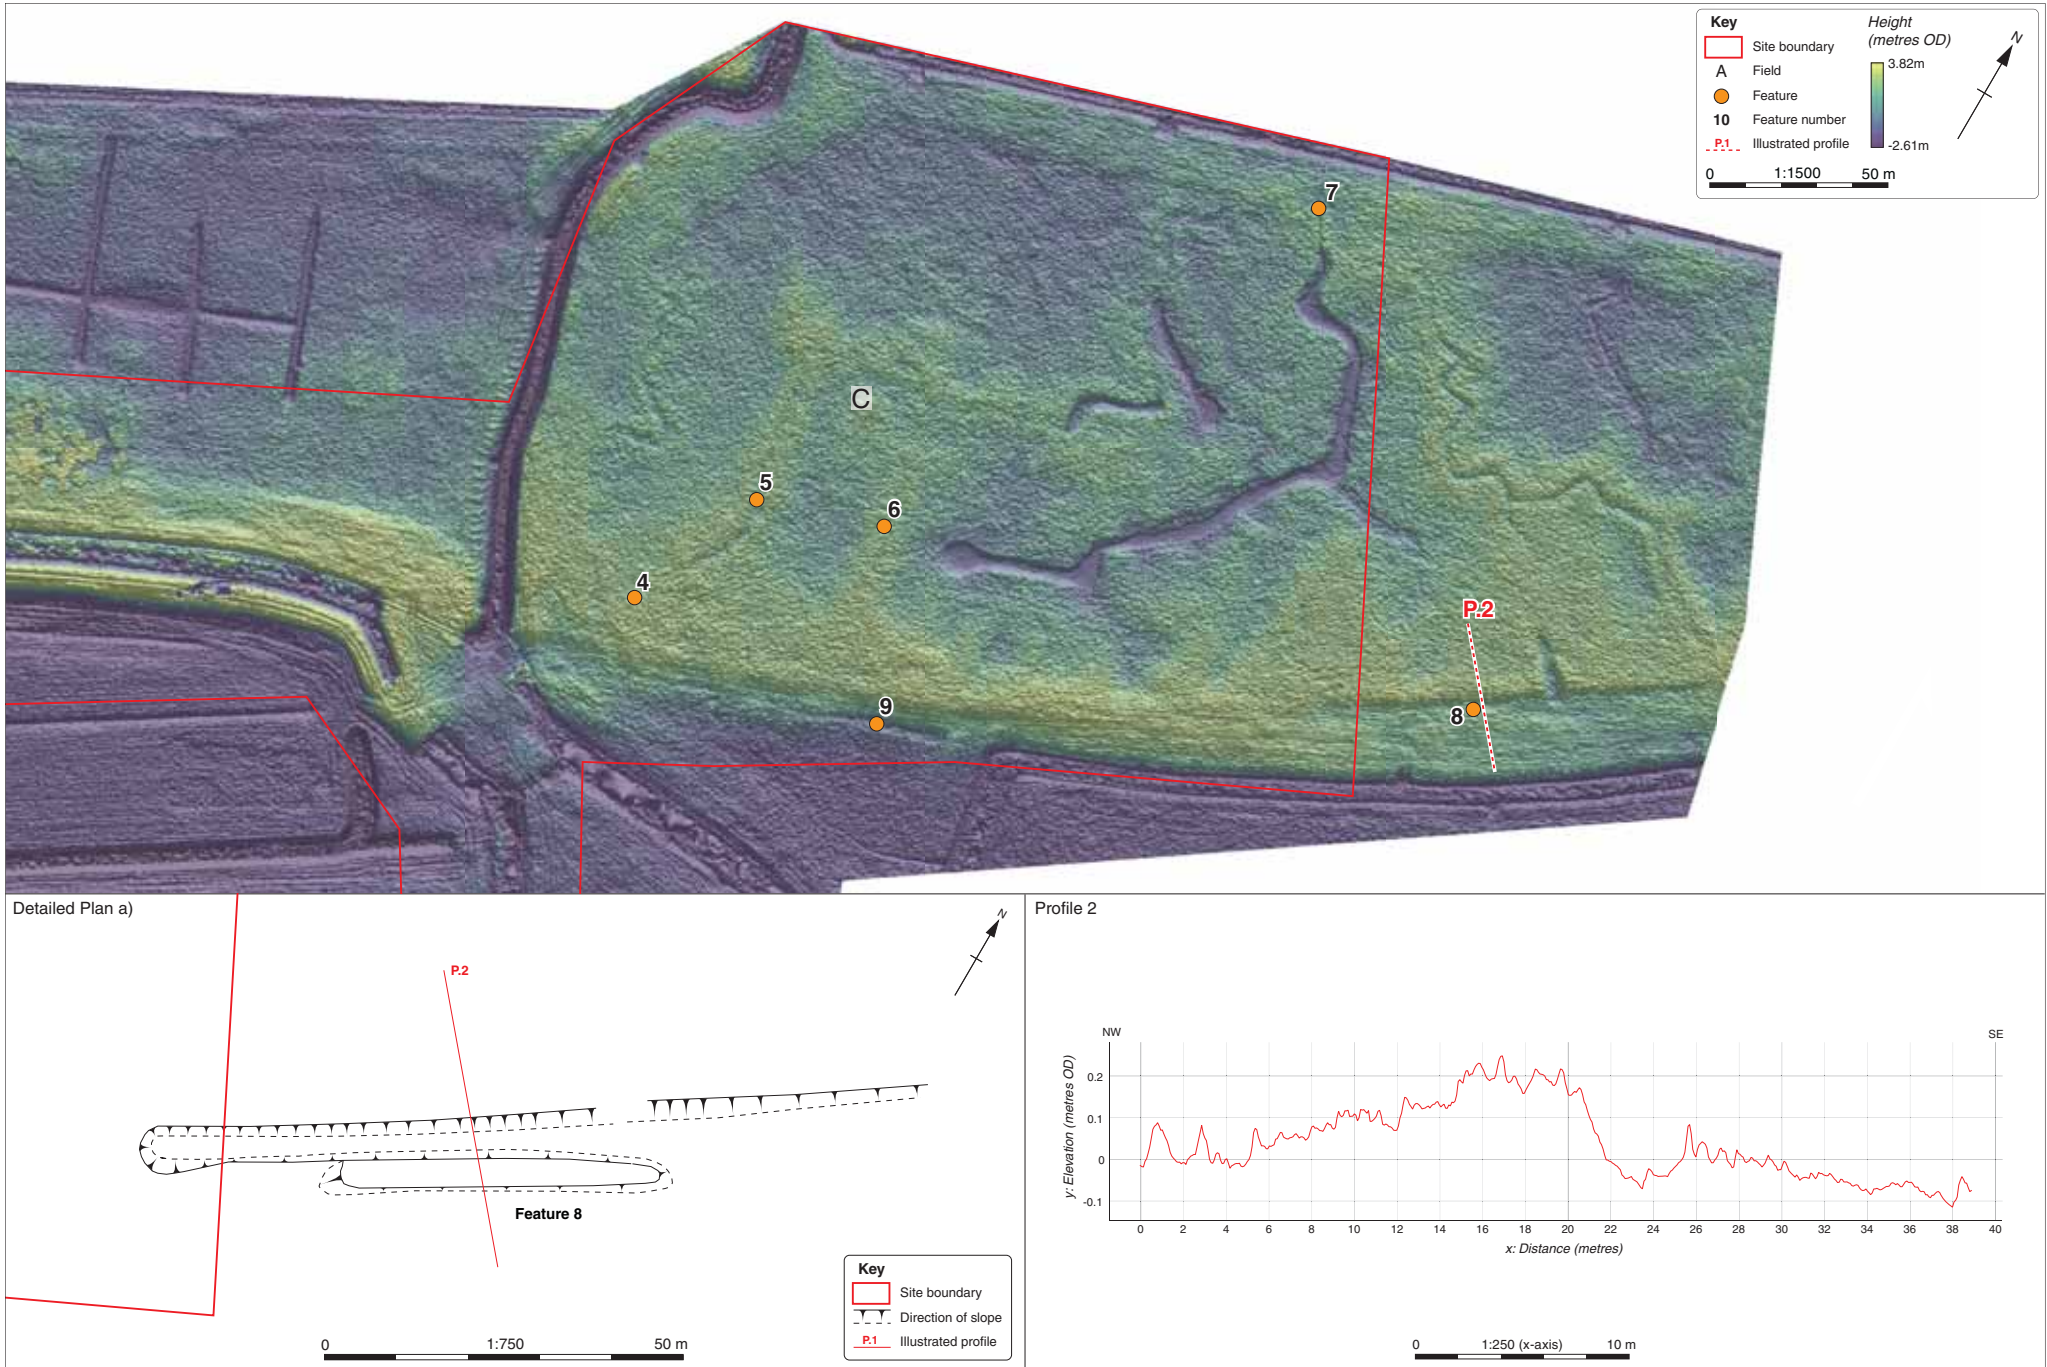 Key
Site boundary
A Field
Feature
10 Feature number
P.1 Illustrated profile
Height
(metres OD)
3.82m
-2.61m
N
0 1:1500 50 m
7
C
5
6
4
P.2
9
8
Detailed Plan a)
N
P.2
Feature 8
Key
Site boundary
Direction of slope
P.1 Illustrated profile
0 1:750 50 m
Profile 2
NW SE
y: Elevation (metres OD)
0.2
0.1
0
-0.1
0 2 4 6 8 10 12 14 16 18 20 22 24 26 28 30 32 34 36 38 40
x: Distance (metres)
0 1:250 (x-axis) 10 m